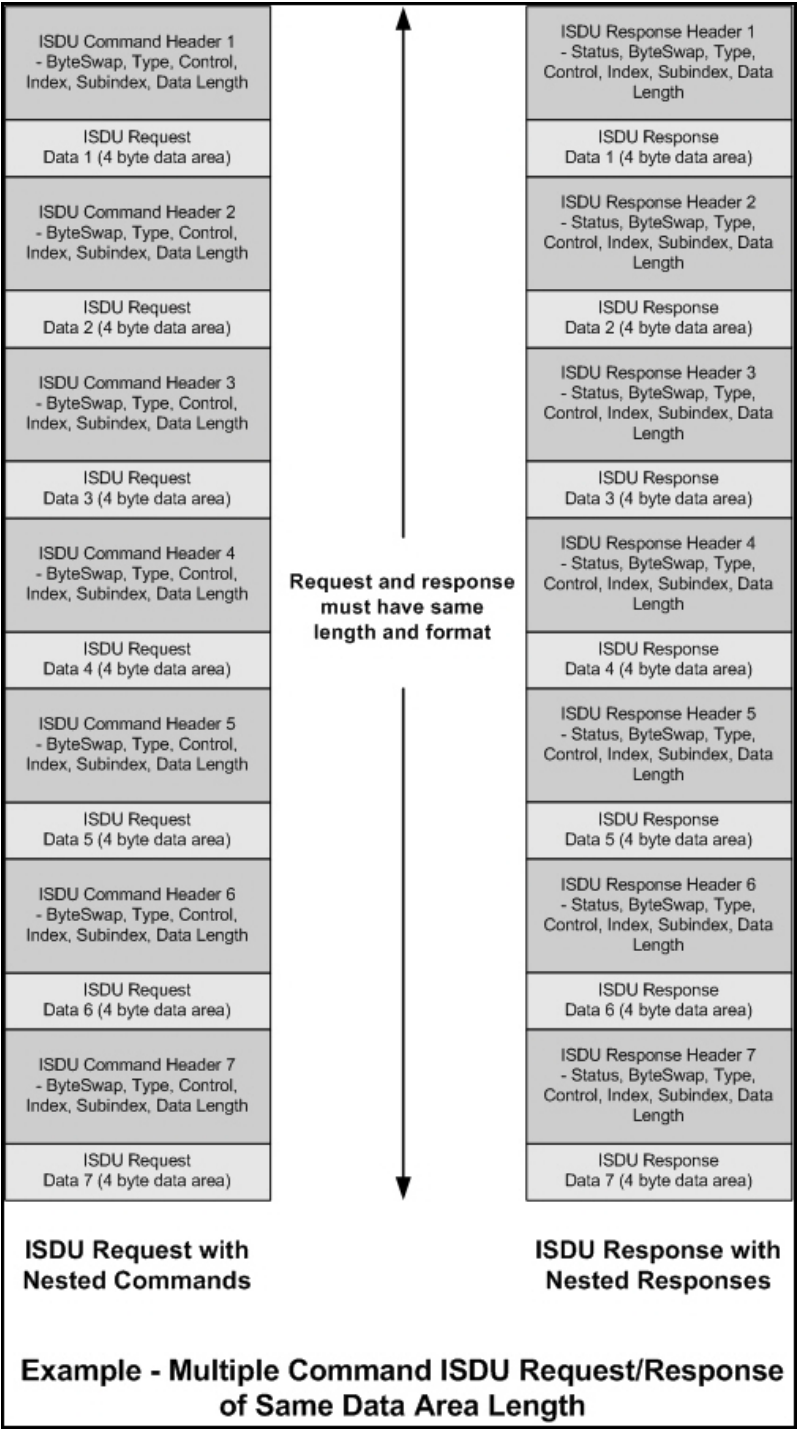 ISDU Command Header 1
- ByteSwap, Type, Control,
Index, Subindex, Data Length
ISDU Request
Data 1 (4 byte data area)
ISDU Command Header 2
- ByteSwap, Type, Control,
Index, Subindex, Data Length
ISDU Request
Data 2 (4 byte data area)
ISDU Command Header 3
- ByteSwap, Type, Control,
Index, Subindex, Data Length
ISDU Request
Data 3 (4 byte data area)
ISDU Command Header 4
- ByteSwap, Type, Control,
Index, Subindex, Data Length
ISDU Request
Data 4 (4 byte data area)
ISDU Command Header 5
- ByteSwap, Type, Control,
Index, Subindex, Data Length
ISDU Request
Data 5 (4 byte data area)
ISDU Command Header 6
- ByteSwap, Type, Control,
Index, Subindex, Data Length
ISDU Request
Data 6 (4 byte data area)
ISDU Command Header 7
- ByteSwap, Type, Control,
Index, Subindex, Data Length
ISDU Request
Data 7 (4 byte data area)
ISDU Request with
Nested Commands
Request and response
must have same
length and format
ISDU Response Header 1
- Status, ByteSwap, Type,
Control, Index, Subindex, Data
Length
ISDU Response
Data 1 (4 byte data area)
ISDU Response Header 2
- Status, ByteSwap, Type,
Control, Index, Subindex, Data
Length
ISDU Response
Data 2 (4 byte data area)
ISDU Response Header 3
- Status, ByteSwap, Type,
Control, Index, Subindex, Data
Length
ISDU Response
Data 3 (4 byte data area)
ISDU Response Header 4
- Status, ByteSwap, Type,
Control, Index, Subindex, Data
Length
ISDU Response
Data 4 (4 byte data area)
ISDU Response Header 5
- Status, ByteSwap, Type,
Control, Index, Subindex, Data
Length
ISDU Response
Data 5 (4 byte data area)
ISDU Response Header 6
- Status, ByteSwap, Type,
Control, Index, Subindex, Data
Length
ISDU Response
Data 6 (4 byte data area)
ISDU Response Header 7
- Status, ByteSwap, Type,
Control, Index, Subindex, Data
Length
ISDU Response
Data 7 (4 byte data area)
ISDU Response with
Nested Responses
Example - Multiple Command ISDU Request/Response
of Same Data Area Length